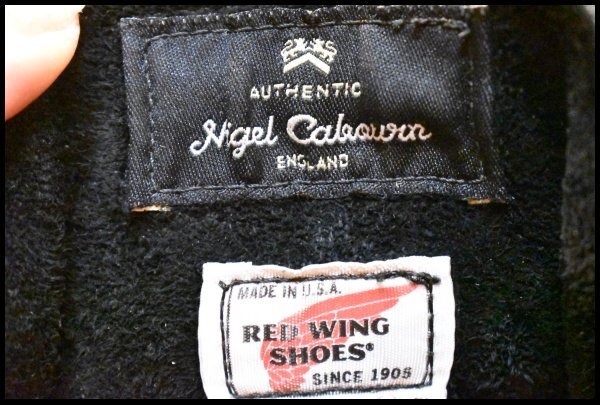 AUTHENTIC
Nigel Cabourn
ENGLAND
MADE IN U.S.A.
RED WING
SHOES®
SINCE 1905